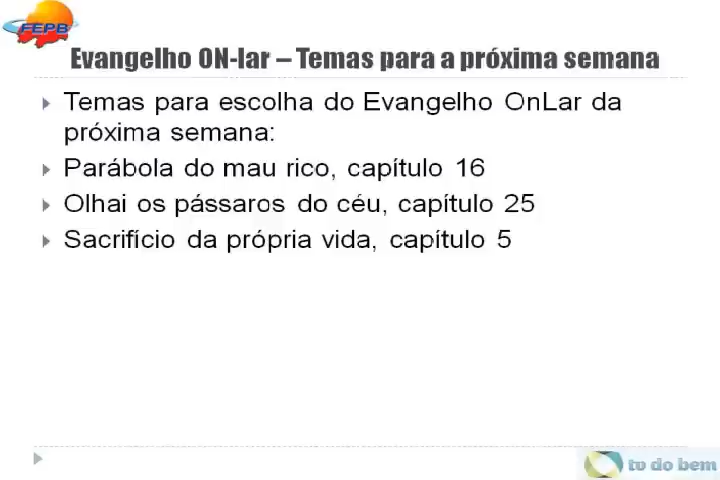 FEPB
Evangelho ON-lar – Temas para a próxima semana
Temas para escolha do Evangelho OnLar da
próxima semana:
Parábola do mau rico, capítulo 16
Olhai os pássaros do céu, capítulo 25
Sacrifício da própria vida, capítulo 5
tv do bem